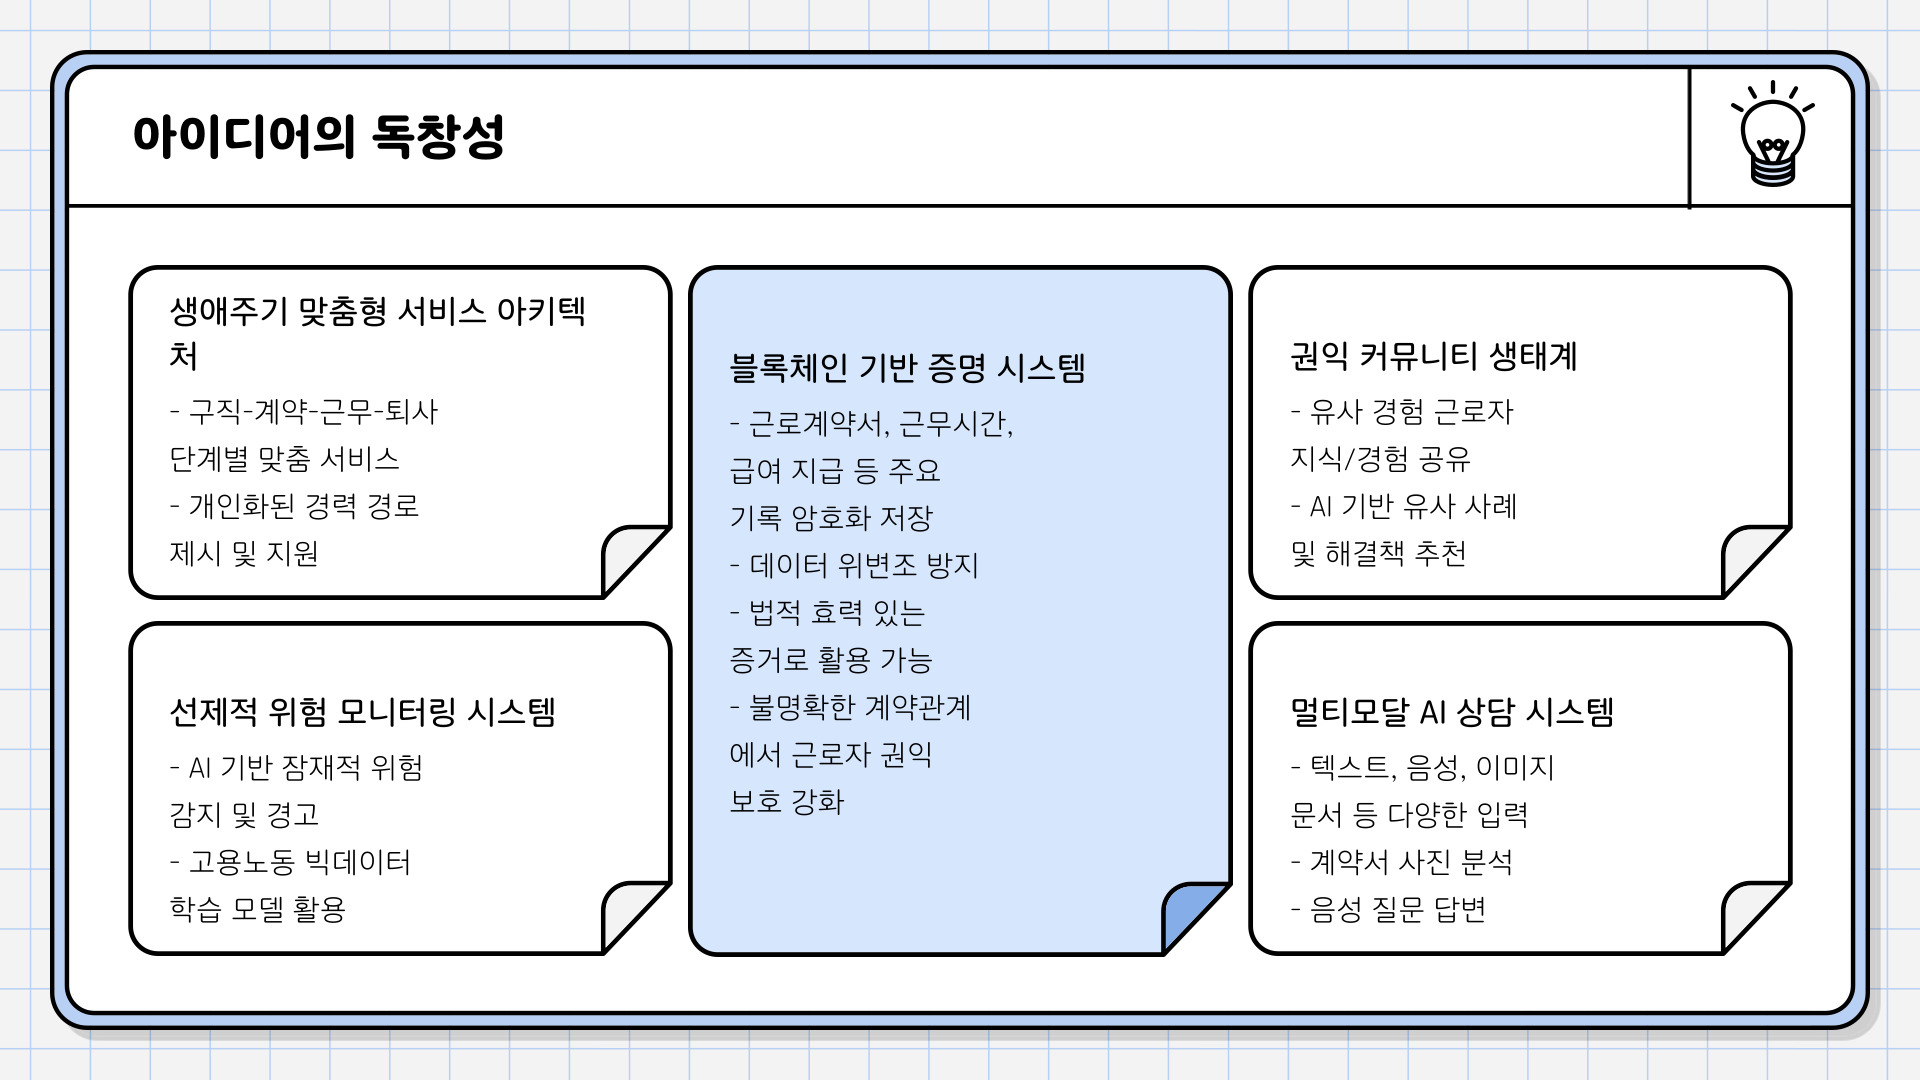 아이디어의 독창성
생애주기 맞춤형 서비스 아키텍
처
- 구직-계약-근무-퇴사
단계별 맞춤 서비스
- 개인화된 경력 경로
제시 및 지원
선제적 위험 모니터링 시스템
- AI 기반 잠재적 위험
감지 및 경고
- 고용노동 빅데이터
학습 모델 활용
블록체인 기반 증명 시스템
- 근로계약서, 근무시간,
급여 지급 등 주요
기록 암호화 저장
- 데이터 위변조 방지
- 법적 효력 있는
증거로 활용 가능
- 불명확한 계약관계
에서 근로자 권익
보호 강화
권익 커뮤니티 생태계
- 유사 경험 근로자
지식/경험 공유
- AI 기반 유사 사례
및 해결책 추천
멀티모달 AI 상담 시스템
- 텍스트, 음성, 이미지
문서 등 다양한 입력
- 계약서 사진 분석
- 음성 질문 답변